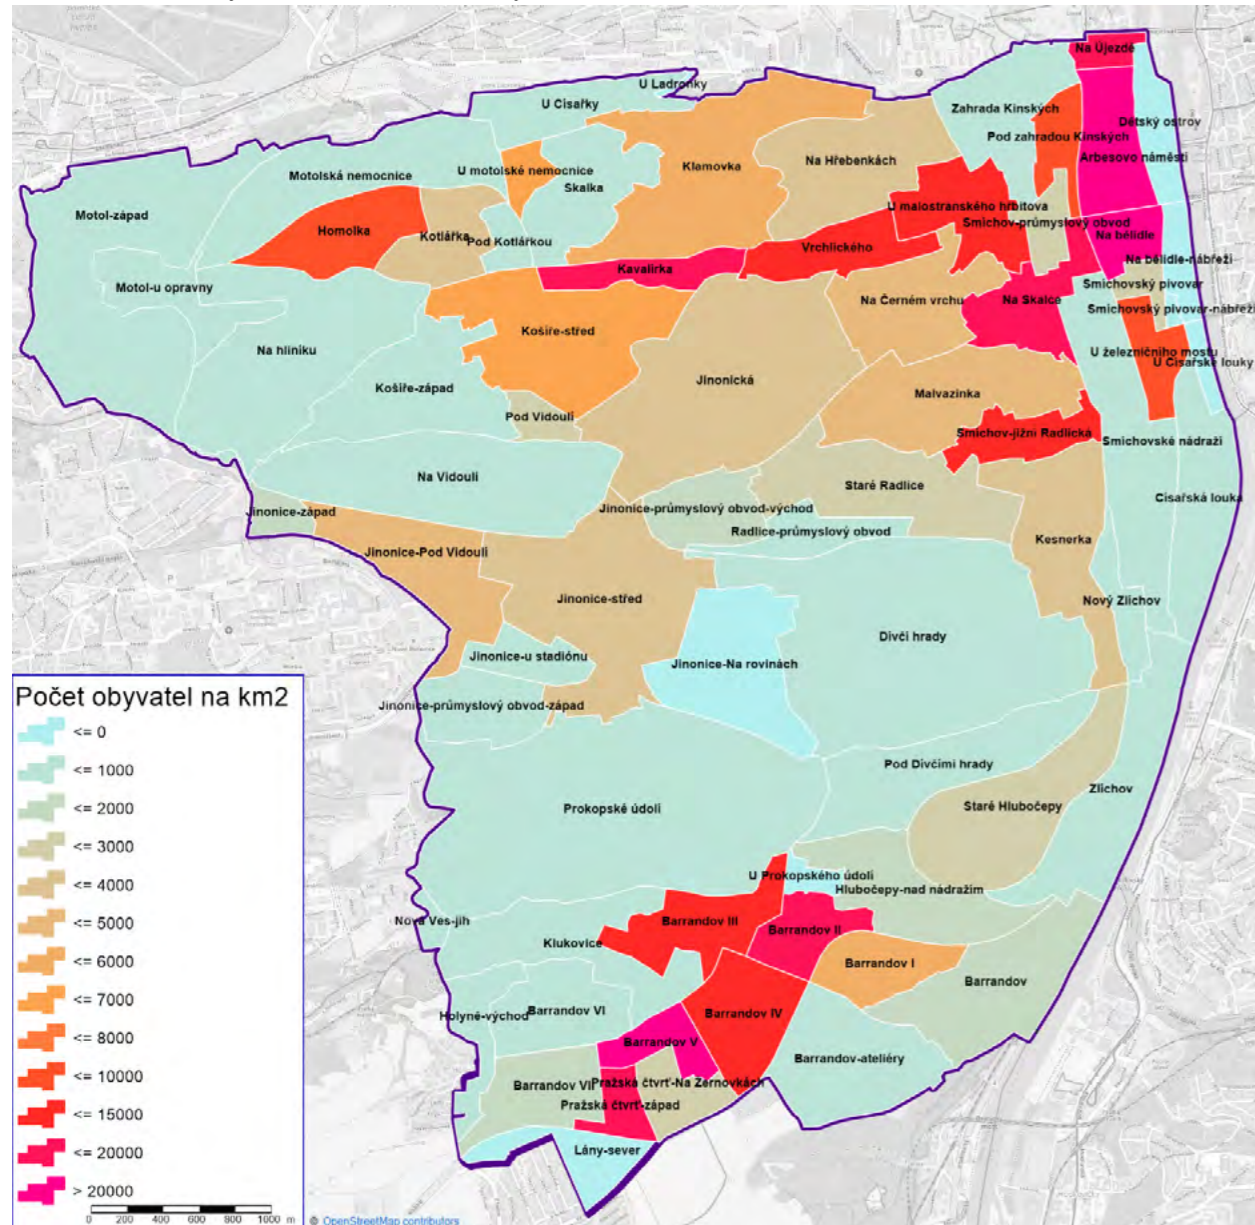 Na Újezdě
U Ladronky
U Cisařky
Zahrada Kinských
Dětský ostrov
Pod zahradou Kinských
Arbesovo náměstí
Na Hřebenkách
Klamovka
U motolské nemocnice
Motolská nemocnice
Skalka
U malostranského hřbitova
Motol-západ
Smíchov-průmyslový obvod
Homolka
Kotlářka
Pod Kotlářkou
Vrchlického
Na bělidle
Na bělidle-nábřeží
Kavalírka
Motol-u opravny
Smíchovský pivovar
Na Černém vrchu
Na Skalce
Smíchovský pivovar-nábřeží
Košíře-střed
Na hliníku
U železničního mostu
U Císařské louky
Jinonická
Košíře-západ
Malvazinka
Pod Vidoulí
Smíchov-jižní Radlická
Smíchovské nádraží
Na Vidouli
Staré Radlice
Císařská louka
Jinonice-západ
Jinonice-průmyslový obvod-východ
Radlice-průmyslový obvod
Kesnerka
Jinonice-Pod Vidoulí
Jinonice-střed
Nový Zlíchov
Dívčí hrady
Jinonice-u stadiónu
Jinonice-Na rovinách
Jinonice-průmyslový obvod-západ
Pod Dívčími hrady
Zlíchov
Staré Hlubočepy
Prokopské údolí
U Prokopského údolí
Hlubočepy-nad nádražím
Nová Ves-jih
Barrandov III
Barrandov II
Klukovice
Barrandov I
Barrandov
Holyně-východ
Barrandov VI
Barrandov IV
Barrandov V
Barrandov-ateliéry
Barrandov VII
Pražská čtvrť-Na Žernovkách
Pražská čtvrť-západ
Lány-sever
Počet obyvatel na km2
<= 0
<= 1000
<= 2000
<= 3000
<= 4000
<= 5000
<= 6000
<= 7000
<= 8000
<= 10000
<= 15000
<= 20000
> 20000
0 200 400 600 800 1000 m
© OpenStreetMap contributors